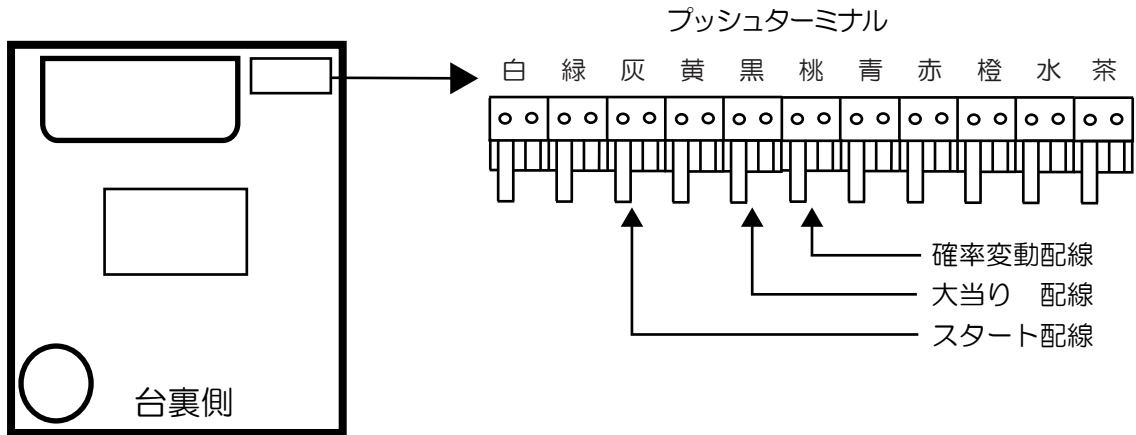 プッシュターミナル
白 緑 灰 黄 黒 桃 青 赤 橙 水 茶
確率変動配線
大当り 配線
スタート配線
台裏側